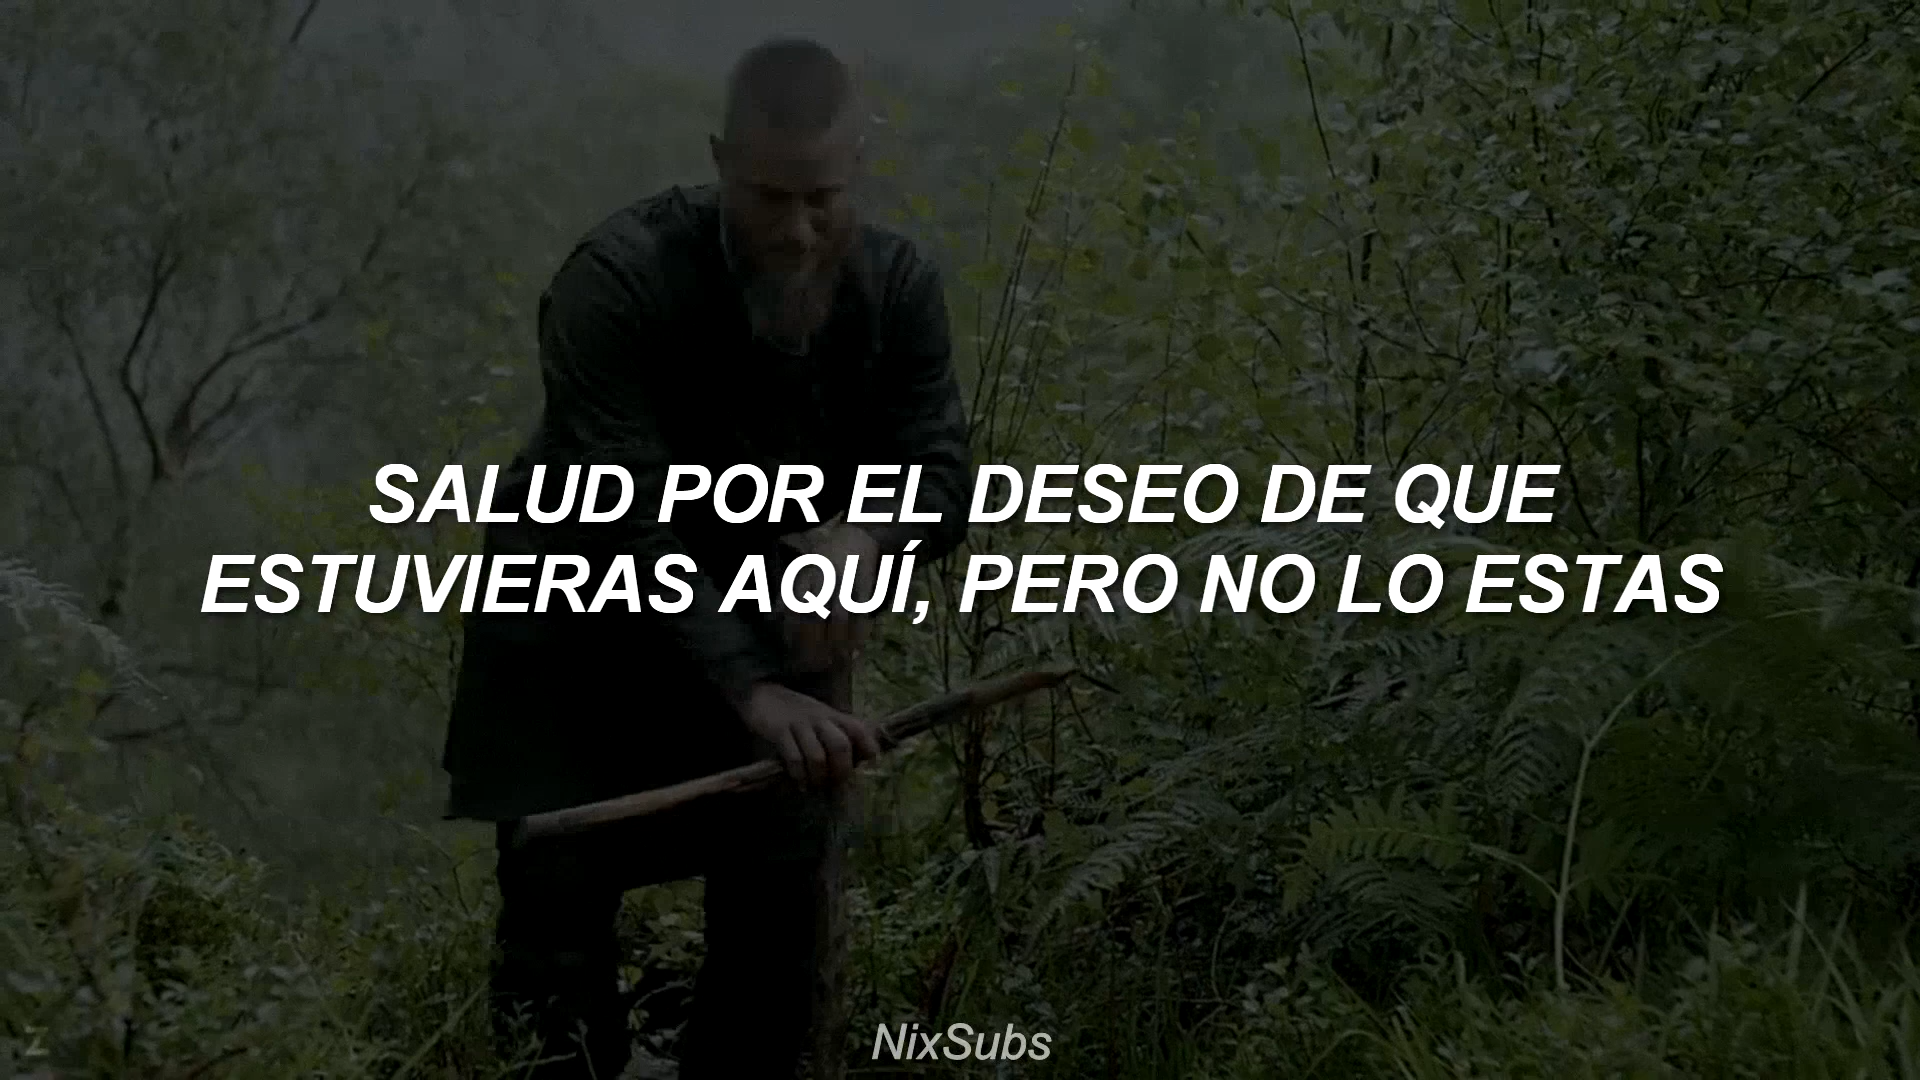 SALUD POR EL DESEO DE QUE
ESTUVIERAS AQUÍ, PERO NO LO ESTAS
NixSubs